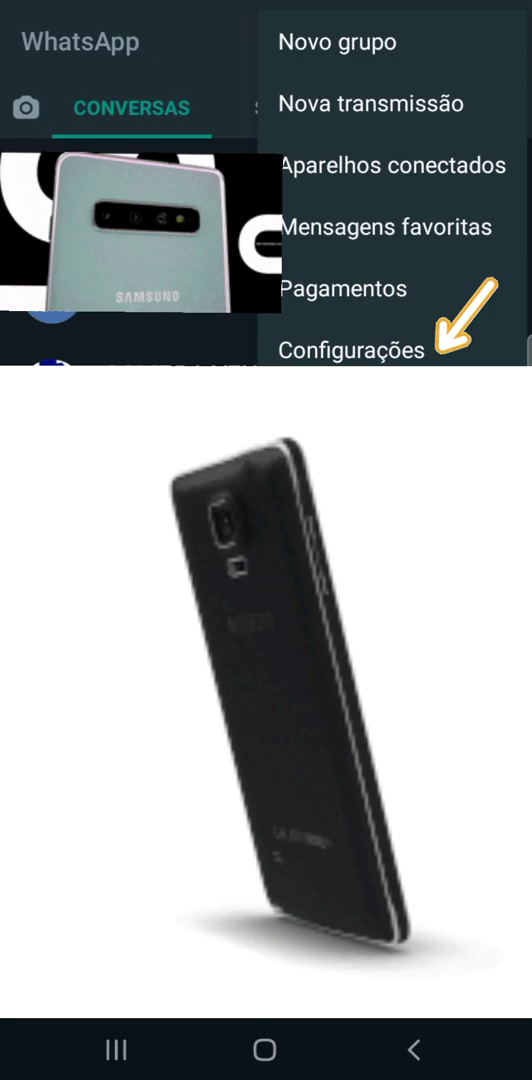 WhatsApp
Novo grupo
CONVERSAS
Nova transmissão
Aparelhos conectados
Mensagens favoritas
SAMSUNG
Pagamentos
Configurações